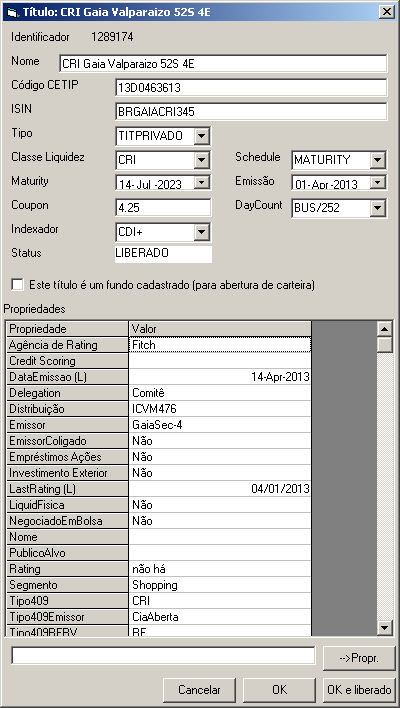 Título: CRI Gaia Valparaizo 52S 4E
Identificador 1289174
Nome CRI Gaia Valparaizo 52S 4E
Código CETIP 13D0463613
ISIN BRGAIACRI345
Tipo TITPRIVADO
Classe Liquidez CRI Schedule MATURITY
Maturity 14-Jul-2023 Emissão 01-Apr-2013
Coupon 4.25 DayCount BUS/252
Indexador CDI+
Status LIBERADO
Este título é um fundo cadastrado (para abertura de carteira)
Propriedades
Propriedade Valor
Agência de Rating Fitch
Credit Scoring
DataEmissao (L) 14-Apr-2013
Delegation Comitê
Distribuição ICVM476
Emissor GaiaSec-4
EmissorColigado Não
Empréstimos Ações Não
Investimento Exterior Não
LastRating (L) 04/01/2013
LiquidFisica Não
NegociadoEmBolsa Não
Nome
PublicoAlvo
Rating não há
Segmento Shopping
Tipo409 CRI
Tipo409Emissor CiaAberta
Tipo409RFRV RF
-->Propr.
Cancelar OK OK e liberado